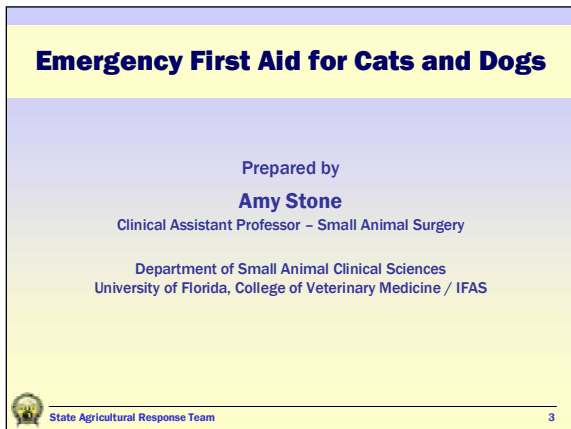 Emergency First Aid for Cats and Dogs
Prepared by
Amy Stone
Clinical Assistant Professor – Small Animal Surgery
Department of Small Animal Clinical Sciences
University of Florida, College of Veterinary Medicine / IFAS
State Agricultural Response Team
3